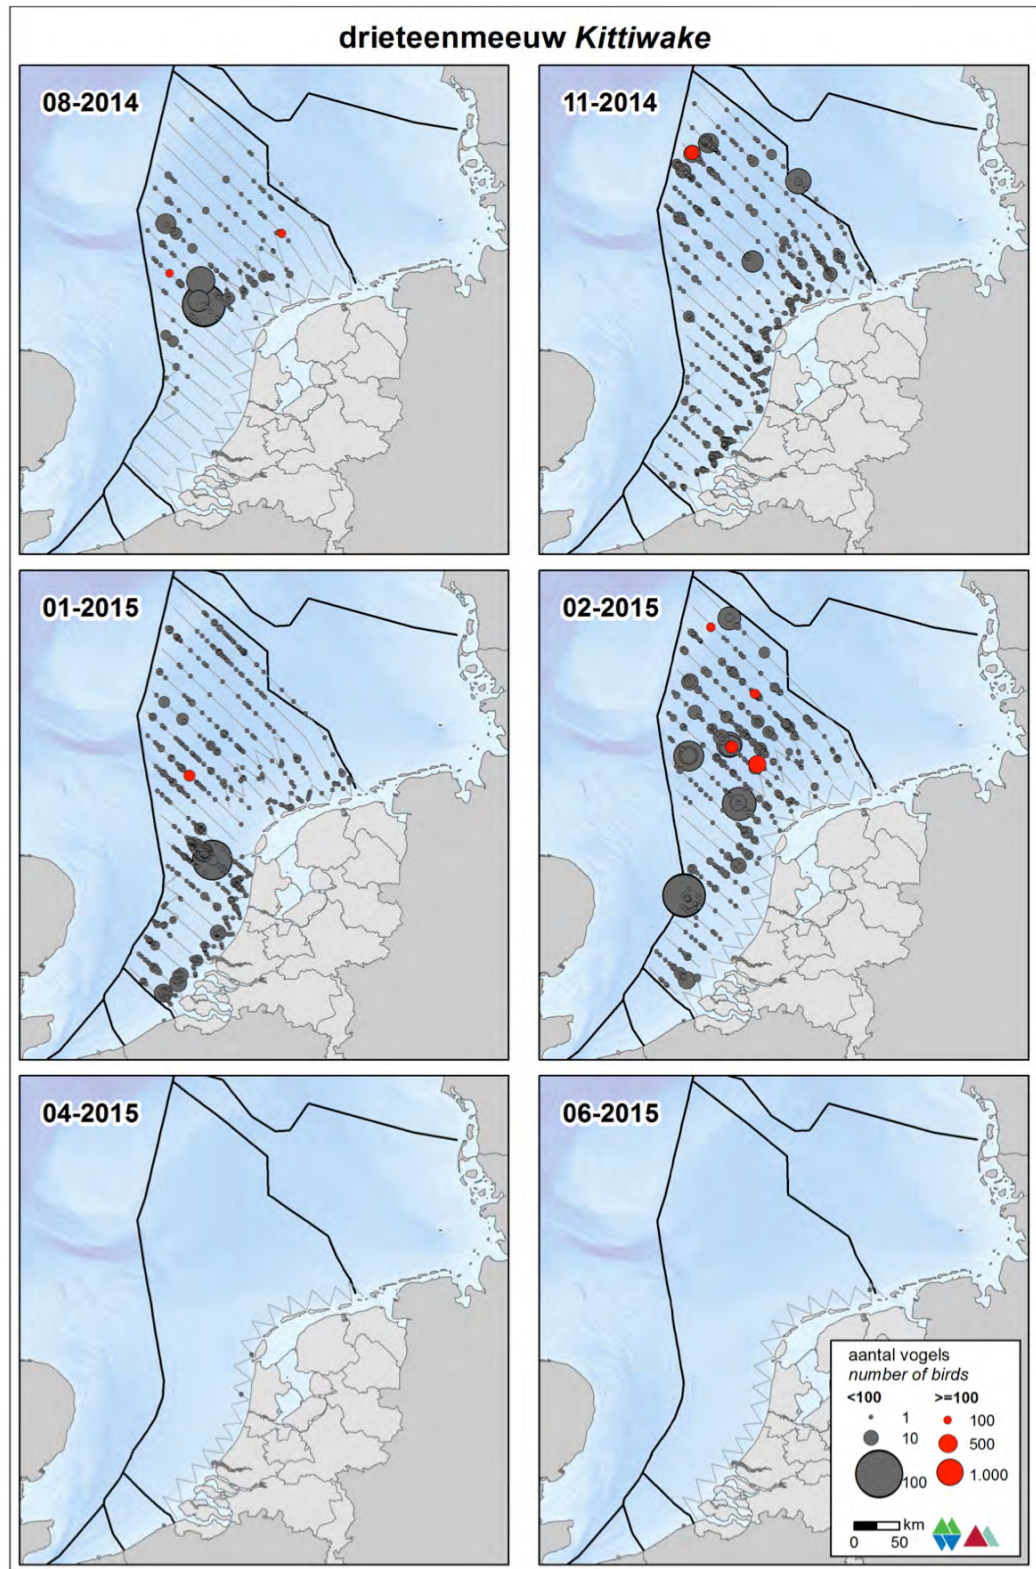 drieteenmeeuw Kittiwake
08-2014
11-2014
01-2015
02-2015
04-2015
06-2015
aantal vogels
number of birds
<100 >=100
1 100
10 500
100 1.000
km
0 50